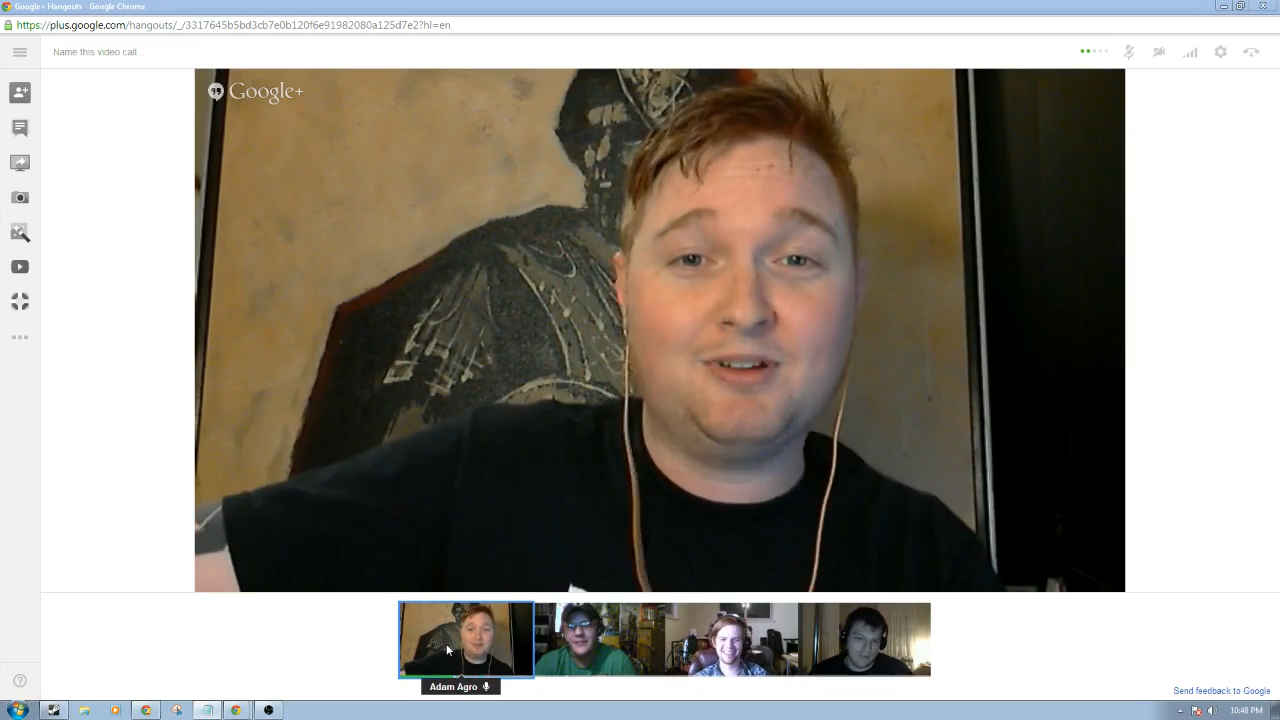 Google+ Hangouts - Google Chrome
https://plus.google.com/hangouts/_/3317645b5bd3cb7e0b120f6e91982080a125d7e2?hl=en
Name this video call...
Google+
Adam Agro
Send feedback to Google
10:48 PM